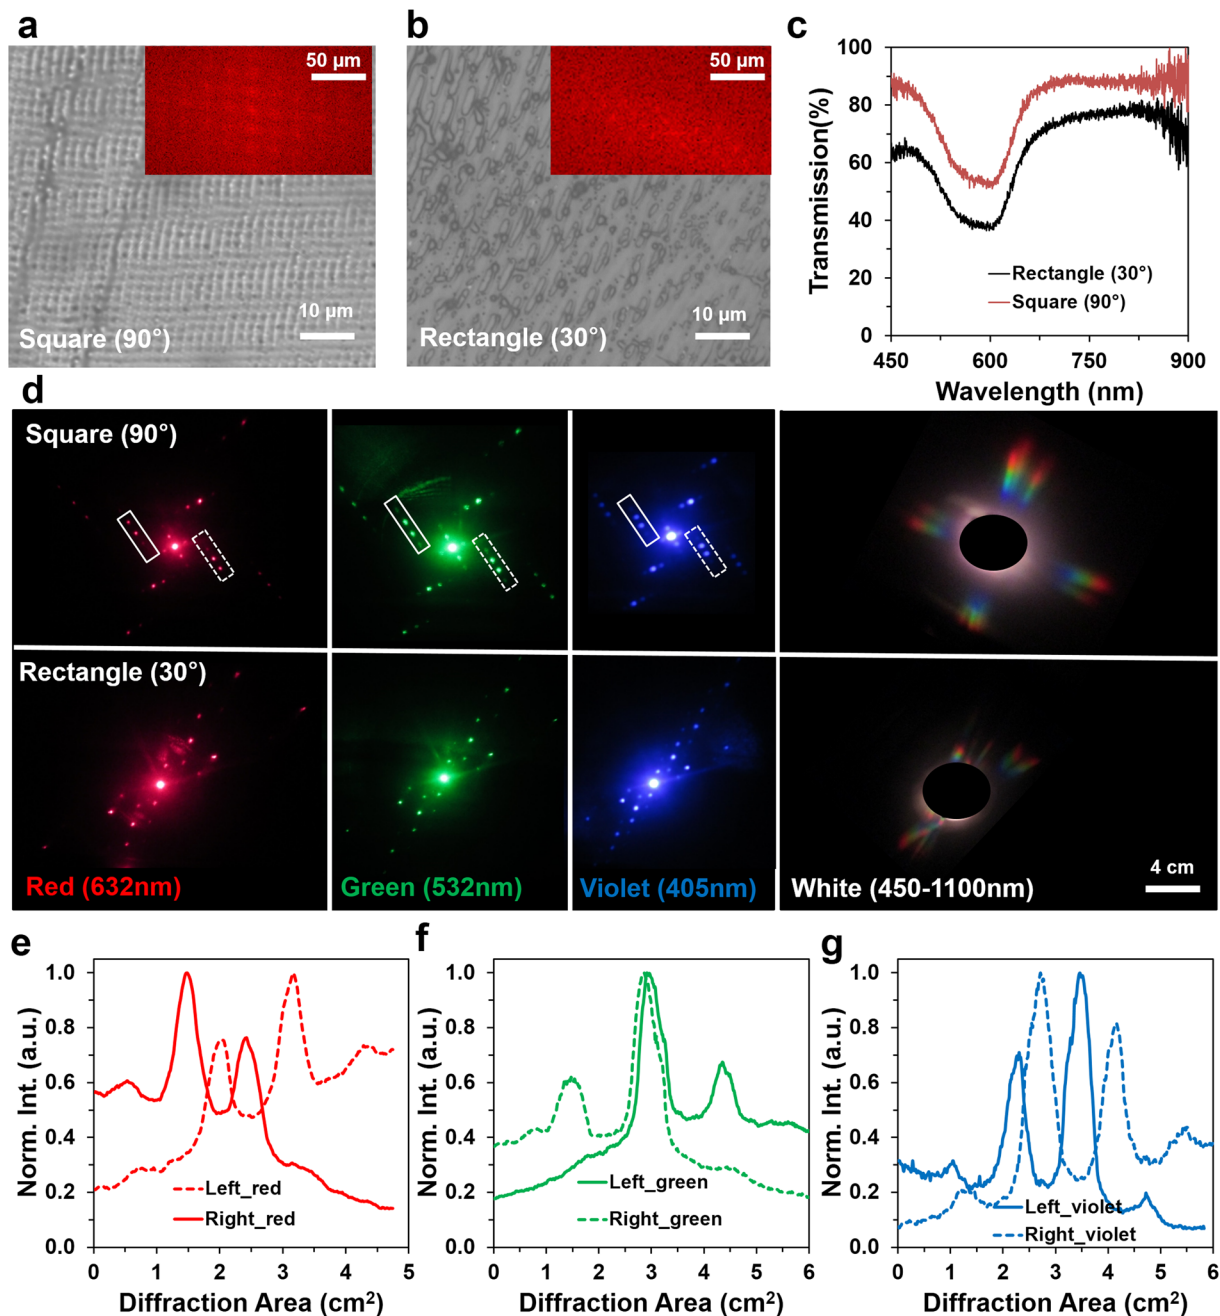 a
50 µm
10 µm
Square (90°)
b
50 µm
10 µm
Rectangle (30°)
c
Transmission(%)
100
80
60
40
20
0
Rectangle (30°)
Square (90°)
450 600 750 900
Wavelength (nm)
d
Square (90°)
Rectangle (30°)
Red (632nm)
Green (532nm)
Violet (405nm)
White (450-1100nm)
4 cm
e
Norm. Int. (a.u.)
1.0
0.8
0.6
0.4
0.2
0.0
Left_red
Right_red
0 1 2 3 4 5
Diffraction Area (cm²)
f
Norm. Int. (a.u.)
1.0
0.8
0.6
0.4
0.2
0.0
Left_green
Right_green
0 1 2 3 4 5 6
Diffraction Area (cm²)
g
Norm. Int. (a.u.)
1.0
0.8
0.6
0.4
0.2
0.0
Left_violet
Right_violet
0 1 2 3 4 5 6
Diffraction Area (cm²)